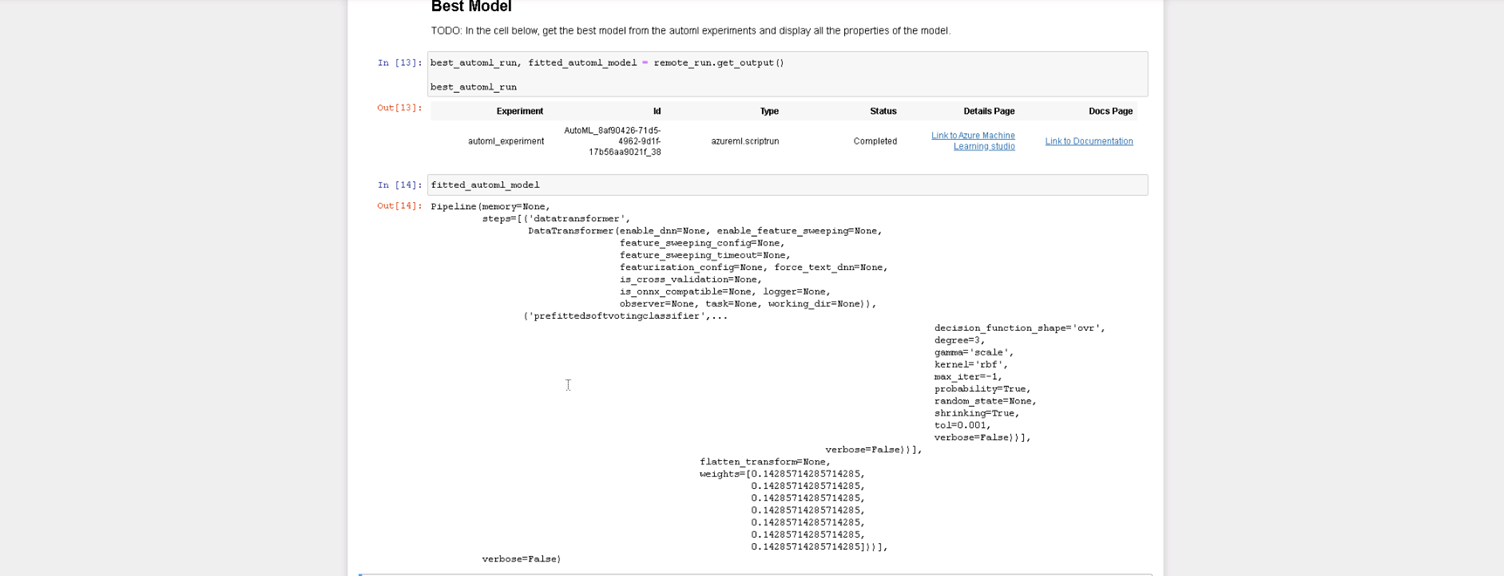 Best Model
TODO: In the cell below, get the best model from the automl experiments and display all the properties of the model.
In [13]: best_automl_run, fitted_automl_model = remote_run.get_output()
best_automl_run
Out[13]:
Experiment Id Type Status Details Page Docs Page
automl_experiment AutoML_8af90426-71d5-4962-9d1f-17b56aa9021f_38 azureml.scriptrun Completed Link to Azure Machine Learning studio Link to Documentation
In [14]: fitted_automl_model
Out[14]: Pipeline(memory=None,
steps=[('datatransformer',
DataTransformer(enable_dnn=None, enable_feature_sweeping=None,
feature_sweeping_config=None,
feature_sweeping_timeout=None,
featurization_config=None, force_text_dnn=None,
is_cross_validation=None,
is_onnx_compatible=None, logger=None,
observer=None, task=None, working_dir=None)),
('prefittedsoftvotingclassifier',...
decision_function_shape='ovr',
degree=3,
gamma='scale',
kernel='rbf',
max_iter=-1,
probability=True,
random_state=None,
shrinking=True,
tol=0.001,
verbose=False))],
verbose=False))],
flatten_transform=None,
weights=[0.14285714285714285,
0.14285714285714285,
0.14285714285714285,
0.14285714285714285,
0.14285714285714285,
0.14285714285714285,
0.14285714285714285]))],
verbose=False)